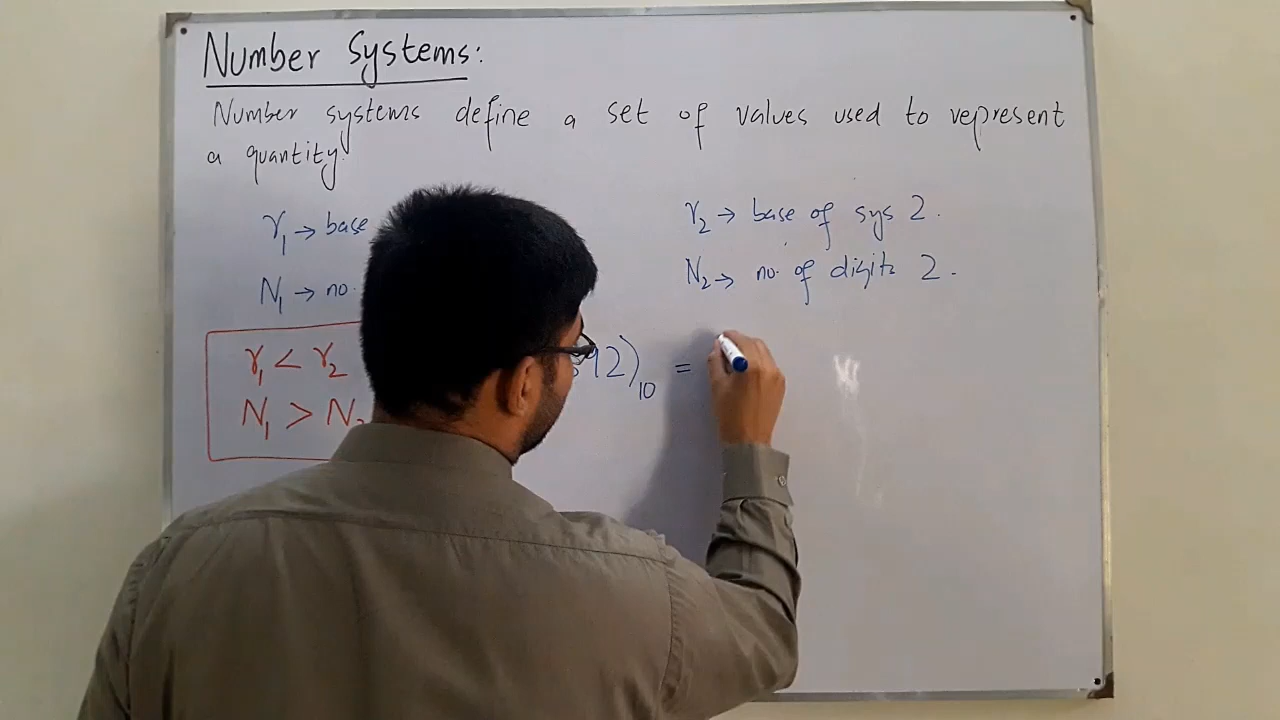 Number Systems:
Number systems define a set of values used to represent
a quantity.
r₁ → base
r₂ → base of sys 2.
N₁ → no.
N₂ → no. of digits 2.
r₁ < r₂
N₁ > N₂
92)₁₀ =